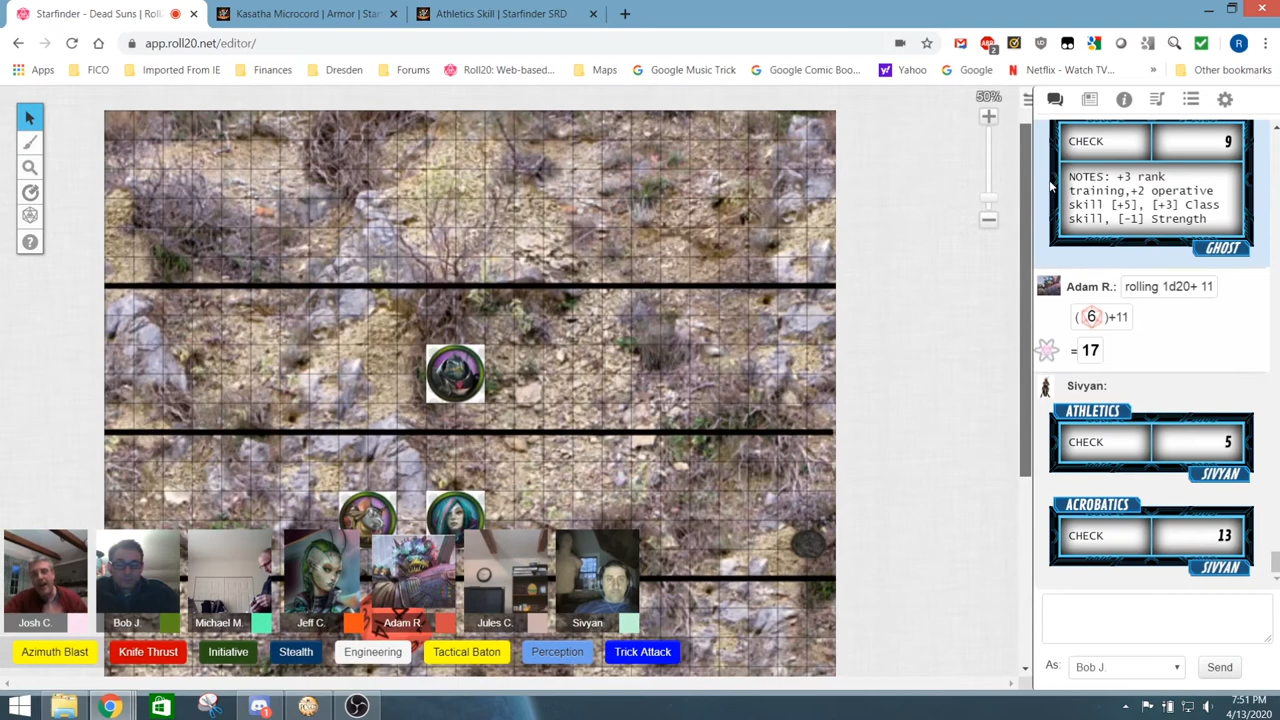 Starfinder - Dead Suns | Roll
Kasatha Microcord | Armor | Star
Athletics Skill | Starfinder SRD
app.roll20.net/editor/
2
R
Apps
FICO
Imported From IE
Finances
Dresden
Forums
Roll20: Web-based...
Maps
Google Music Trick
Google Comic Boo...
Yahoo
Google
Netflix - Watch TV...
»
Other bookmarks
50%
CHECK
9
NOTES: +3 rank
training,+2 operative
skill [+5], [+3] Class
skill, [-1] Strength
GHOST
Adam R.:
rolling 1d20+ 11
(6)+11
=17
Sivyan:
ATHLETICS
CHECK
5
SIVYAN
ACROBATICS
CHECK
13
SIVYAN
Josh C.
Bob J.
Michael M.
Jeff C.
Adam R.
Jules C.
Sivyan
Azimuth Blast
Knife Thrust
Initiative
Stealth
Engineering
Tactical Baton
Perception
Trick Attack
As:
Bob J.
Send
7:51 PM
4/13/2020